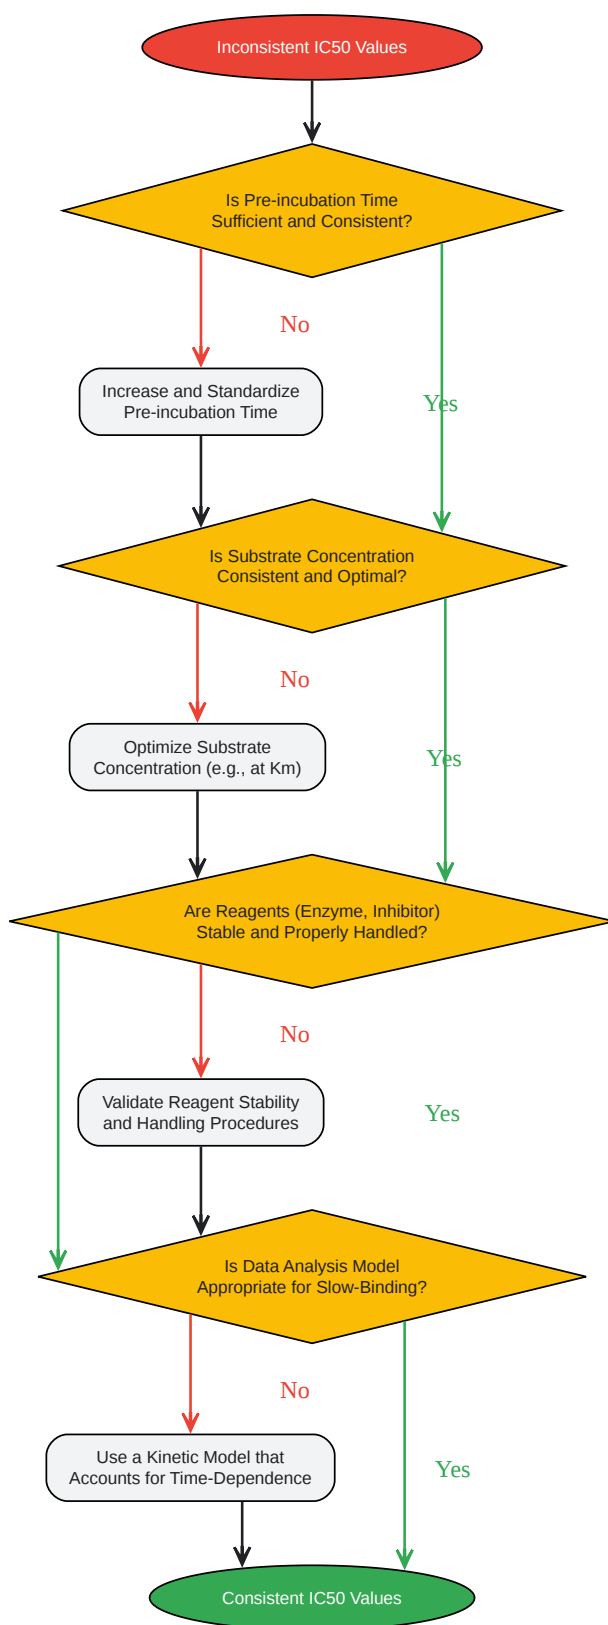 Inconsistent IC50 Values
Is Pre-incubation Time
Sufficient and Consistent?
No
Increase and Standardize
Pre-incubation Time
Yes
Is Substrate Concentration
Consistent and Optimal?
No
Optimize Substrate
Concentration (e.g., at Km)
Yes
Are Reagents (Enzyme, Inhibitor)
Stable and Properly Handled?
No
Validate Reagent Stability
and Handling Procedures
Yes
Is Data Analysis Model
Appropriate for Slow-Binding?
No
Use a Kinetic Model that
Accounts for Time-Dependence
Yes
Consistent IC50 Values